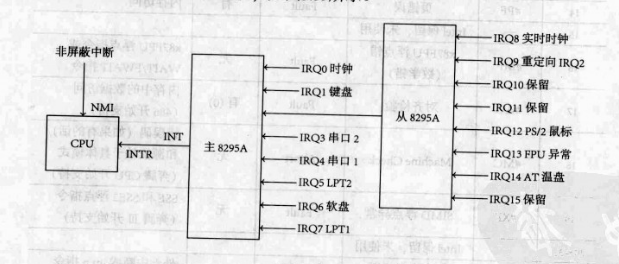 非屏蔽中断
NMI
CPU
INT
INTR
主 8295A
IRQ0 时钟
IRQ1 键盘
IRQ3 串口 2
IRQ4 串口 1
IRQ5 LPT2
IRQ6 软盘
IRQ7 LPT1
从 8295A
IRQ8 实时时钟
IRQ9 重定向 IRQ2
IRQ10 保留
IRQ11 保留
IRQ12 PS/2 鼠标
IRQ13 FPU 异常
IRQ14 AT 温盘
IRQ15 保留